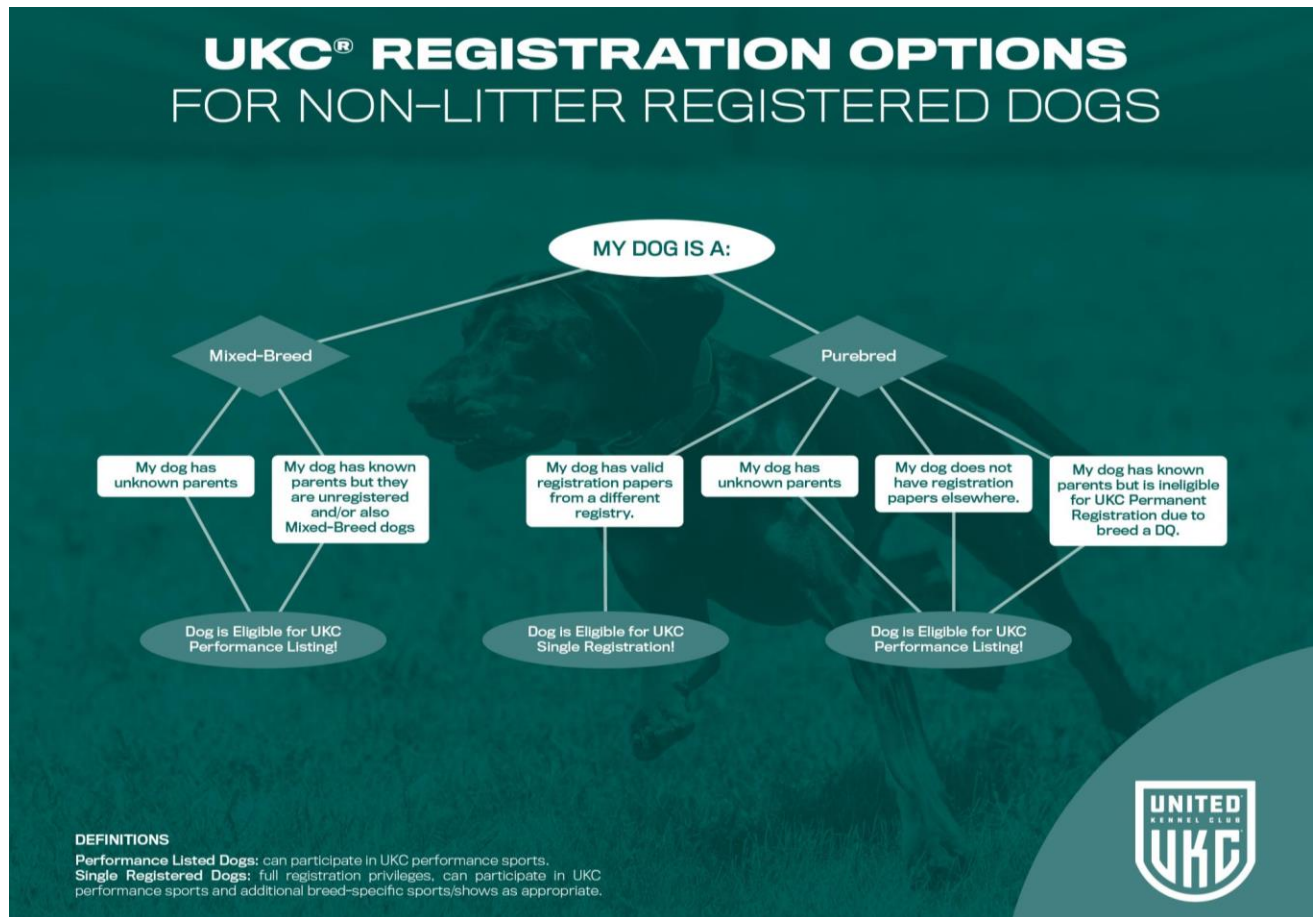 UKC® REGISTRATION OPTIONS
FOR NON-LITTER REGISTERED DOGS
MY DOG IS A:
Mixed-Breed
Purebred
My dog has
unknown parents
My dog has known
parents but they
are unregistered
and/or also
Mixed-Breed dogs
My dog has valid
registration papers
from a different
registry.
My dog has
unknown parents
My dog does not
have registration
papers elsewhere.
My dog has known
parents but is ineligible
for UKC Permanent
Registration due to
breed a DQ.
Dog is Eligible for UKC
Performance Listing!
Dog is Eligible for UKC
Single Registration!
Dog is Eligible for UKC
Performance Listing!
DEFINITIONS
Performance Listed Dogs: can participate in UKC performance sports.
Single Registered Dogs: full registration privileges, can participate in UKC
performance sports and additional breed-specific sports/shows as appropriate.
UNITED
KENNEL CLUB
UKC